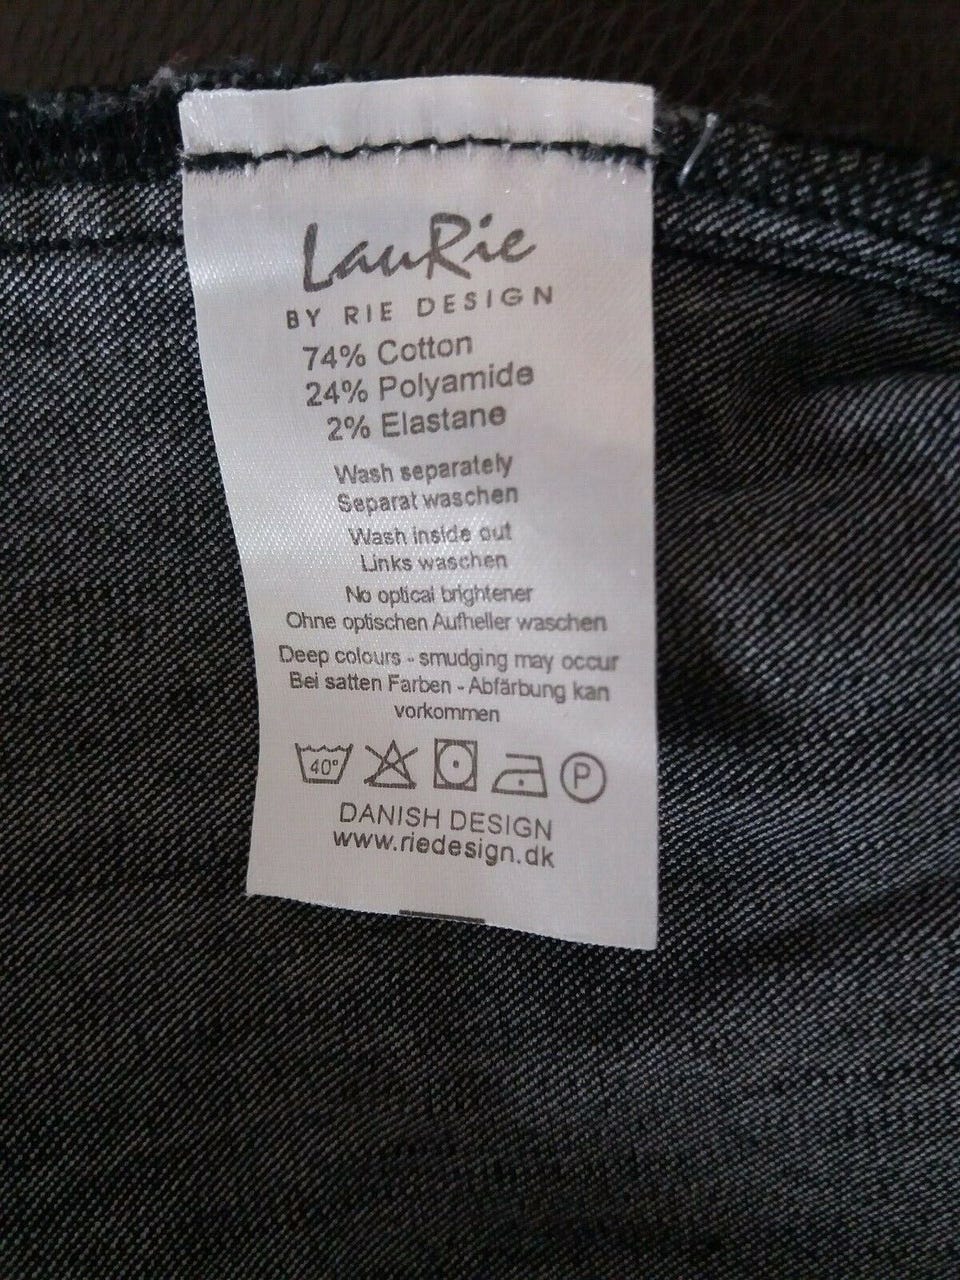 LauRie
BY RIE DESIGN
74% Cotton
24% Polyamide
2% Elastane
Wash separately
Separat waschen
Wash inside out
Links waschen
No optical brightener
Ohne optischen Aufheller waschen
Deep colours - smudging may occur
Bei satten Farben - Abfärbung kan
vorkommen
40° P
DANISH DESIGN
www.riedesign.dk